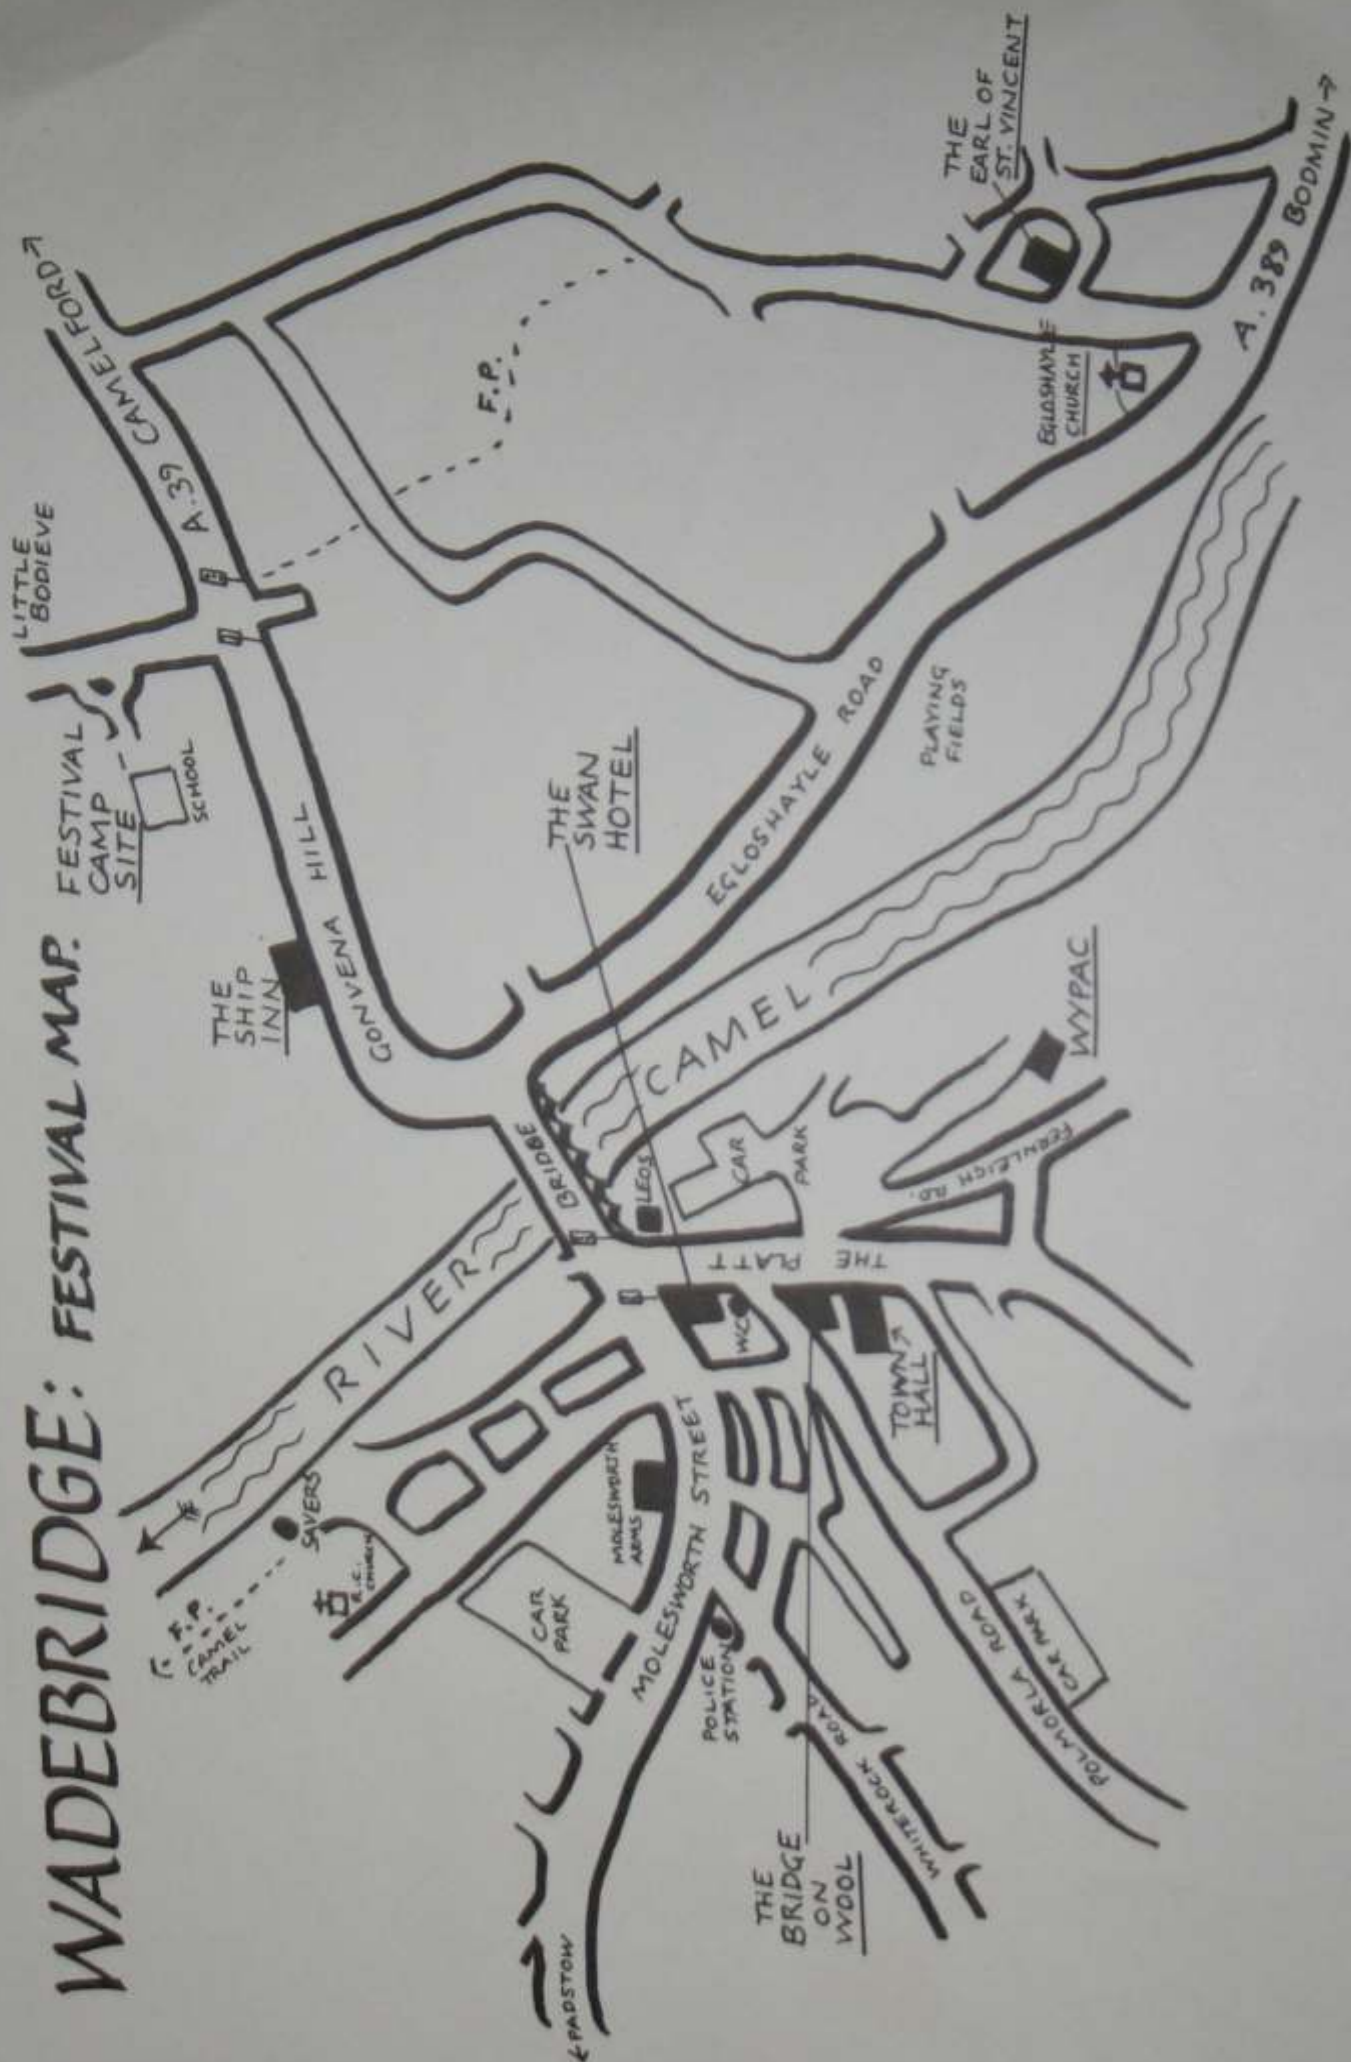 WADEBRIDGE: FESTIVAL MAP.
FESTIVAL
CAMP
SITE
LITTLE
BODIEVE
A.39 CAMELFORD
SCHOOL
THE
SHIP
INN
GONVENA HILL
F.P.
THE
EARL OF
ST. VINCENT
EGLOSHAYLE
CHURCH
A.389 BODMIN
THE
SWAN
HOTEL
EGLOSHAYLE ROAD
PLAYING
FIELDS
F.P.
CAMEL
TRAIL
SAVERS
R.C.
CHURCH
RIVER
CAMEL
BRIDGE
LEOS
CAR
PARK
WYPAC
FERNLEIGH RD.
THE PLATT
WC
TOWN
HALL
MOLESWORTH
ARMS
CAR
PARK
MOLESWORTH STREET
POLICE
STATION
PADSTOW
THE
BRIDGE
ON
WOOL
WHITEROCK ROAD
POLMORLA ROAD
CAR PARK